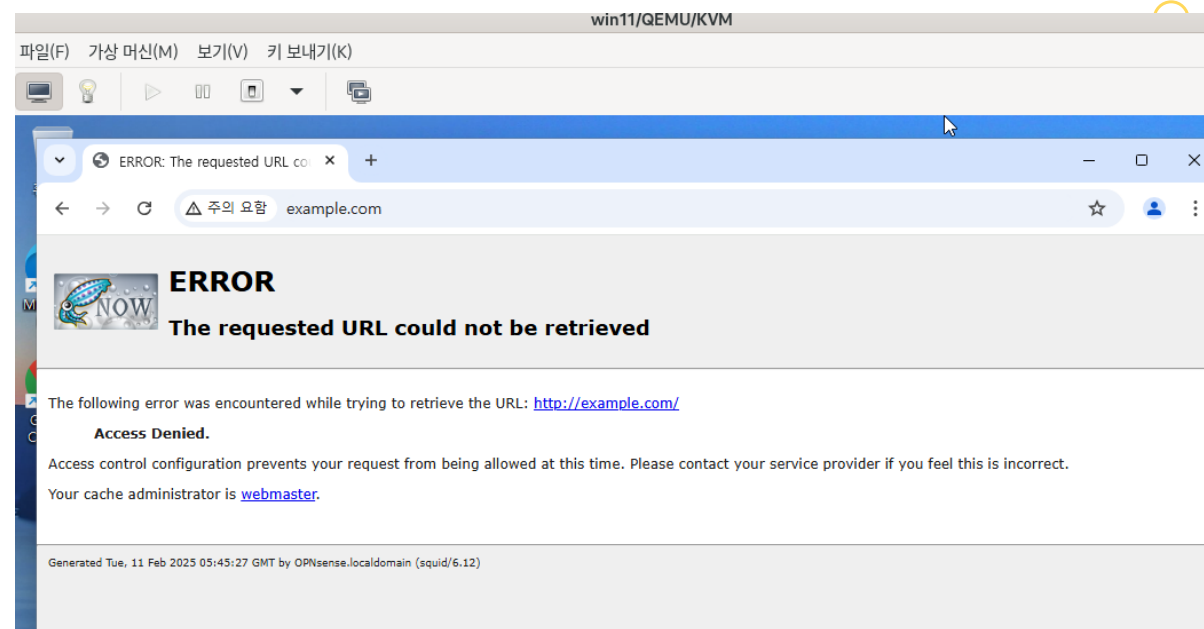 win11/QEMU/KVM
파일(F) 가상 머신(M) 보기(V) 키 보내기(K)
ERROR: The requested URL co
주의 요함 example.com
NOW
ERROR
The requested URL could not be retrieved
The following error was encountered while trying to retrieve the URL: http://example.com/
Access Denied.
Access control configuration prevents your request from being allowed at this time. Please contact your service provider if you feel this is incorrect.
Your cache administrator is webmaster.
Generated Tue, 11 Feb 2025 05:45:27 GMT by OPNsense.localdomain (squid/6.12)